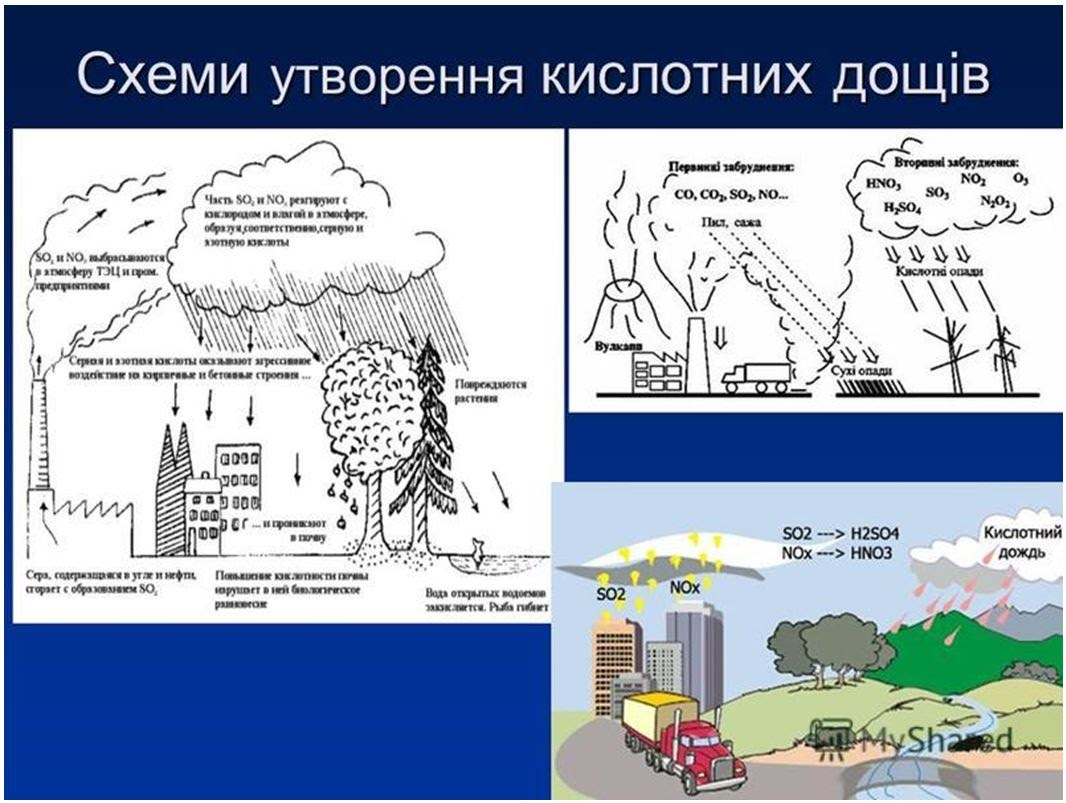 Схеми утворення кислотних дощів
Часть SO2 и NO2 реагируют с
кислородом и влагой в атмосфере,
образуя,соответственно,серную и
азотную кислоты
SO2 и NO2 выбрасываются
в атмосферу ТЭЦ и пром.
предприятиями
Серная и азотная кислоты оказывают агрессивное
воздействие на кирпичные и бетонные строения ...
Повреждаются
растения
... и проникают
в почву
Сера, содержащаяся в угле и нефти,
сгорает с образованием SO2
Повышение кислотности почвы
нарушает в ней биологическое
равновесие
Вода открытых водоемов
закисляется. Рыба гибнет
Первинні забруднення:
CO, CO2, SO2, NO...
Пил, сажа
Вулкани
Сухі опади
Вторинні забруднення:
HNO3 SO3 NO2 O3
H2SO4 N2O2
Кислотні опади
SO2 ---> H2SO4
NOx ---> HNO3
Кислотний
дождь
SO2
NOx
MyShared